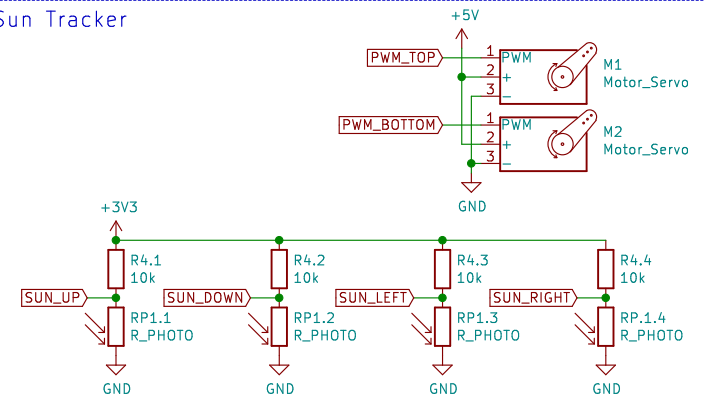 Sun Tracker
+5V
PWM_TOP
1 PWM
2 +
3 −
M1
Motor_Servo
PWM_BOTTOM
1 PWM
2 +
3 −
M2
Motor_Servo
GND
+3V3
R4.1
10k
R4.2
10k
R4.3
10k
R4.4
10k
SUN_UP
SUN_DOWN
SUN_LEFT
SUN_RIGHT
RP1.1
R_PHOTO
RP1.2
R_PHOTO
RP1.3
R_PHOTO
RP.1.4
R_PHOTO
GND
GND
GND
GND